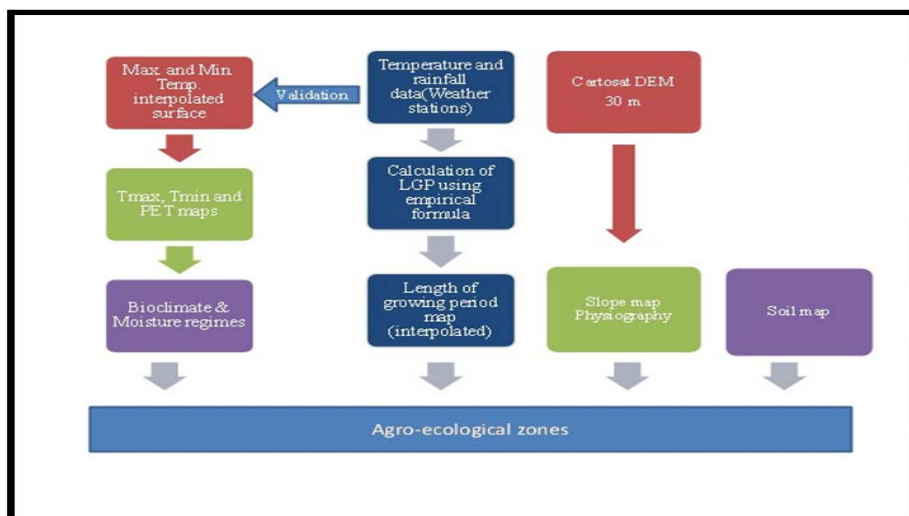 Max. and Min.
Temp.
interpolated
surface
Validation
Temperature and
rainfall
data(Weather
stations)
Cartosat DEM
30 m
Tmax, Tmin and
PET maps
Calculation of
LGP using
empirical
formula
Bioclimate &
Moisture regimes
Length of
growing period
map
(interpolated)
Slope map
Physiography
Soil map
Agro-ecological zones